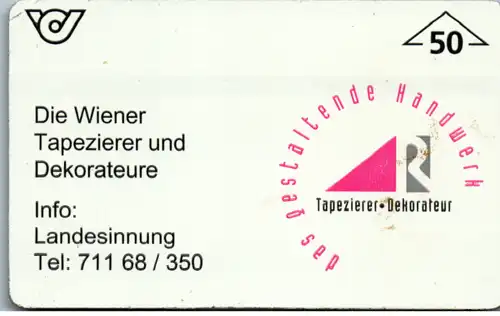 50
Die Wiener
Tapezierer und
Dekorateure
Info:
Landesinnung
Tel: 711 68 / 350
das gestaltende Handwerk
Tapezierer•Dekorateur